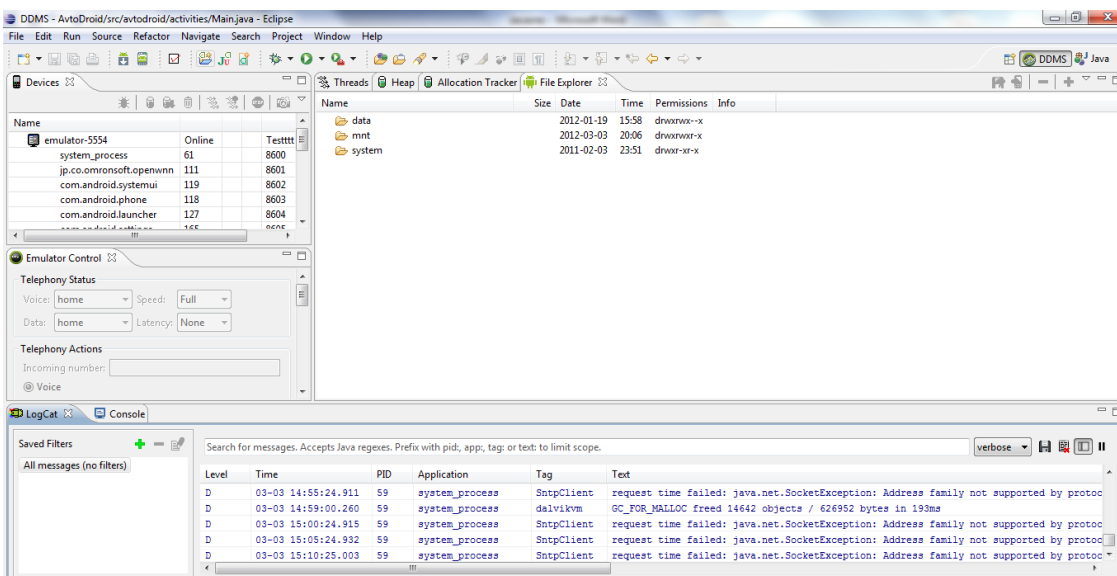 DDMS - AvtoDroid/src/avtodroid/activities/Main.java - Eclipse
File Edit Run Source Refactor Navigate Search Project Window Help
DDMS Java
Devices
Threads Heap Allocation Tracker File Explorer
Name
emulator-5554 Online Testttt
system_process 61 8600
jp.co.omronsoft.openwnn 111 8601
com.android.systemui 119 8602
com.android.phone 118 8603
com.android.launcher 127 8604
Name Size Date Time Permissions Info
data 2012-01-19 15:58 drwxrwx--x
mnt 2012-03-03 20:06 drwxrwxr-x
system 2011-02-03 23:51 drwxr-xr-x
Emulator Control
Telephony Status
Voice: home Speed: Full
Data: home Latency: None
Telephony Actions
Incoming number:
Voice
LogCat Console
Saved Filters
All messages (no filters)
Search for messages. Accepts Java regexes. Prefix with pid:, app:, tag: or text: to limit scope.
verbose
Level Time PID Application Tag Text
D 03-03 14:55:24.911 59 system_process SntpClient request time failed: java.net.SocketException: Address family not supported by protoc
D 03-03 14:59:00.260 59 system_process dalvikvm GC_FOR_MALLOC freed 14642 objects / 626952 bytes in 193ms
D 03-03 15:00:24.915 59 system_process SntpClient request time failed: java.net.SocketException: Address family not supported by protoc
D 03-03 15:05:24.932 59 system_process SntpClient request time failed: java.net.SocketException: Address family not supported by protoc
D 03-03 15:10:25.003 59 system_process SntpClient request time failed: java.net.SocketException: Address family not supported by protoc